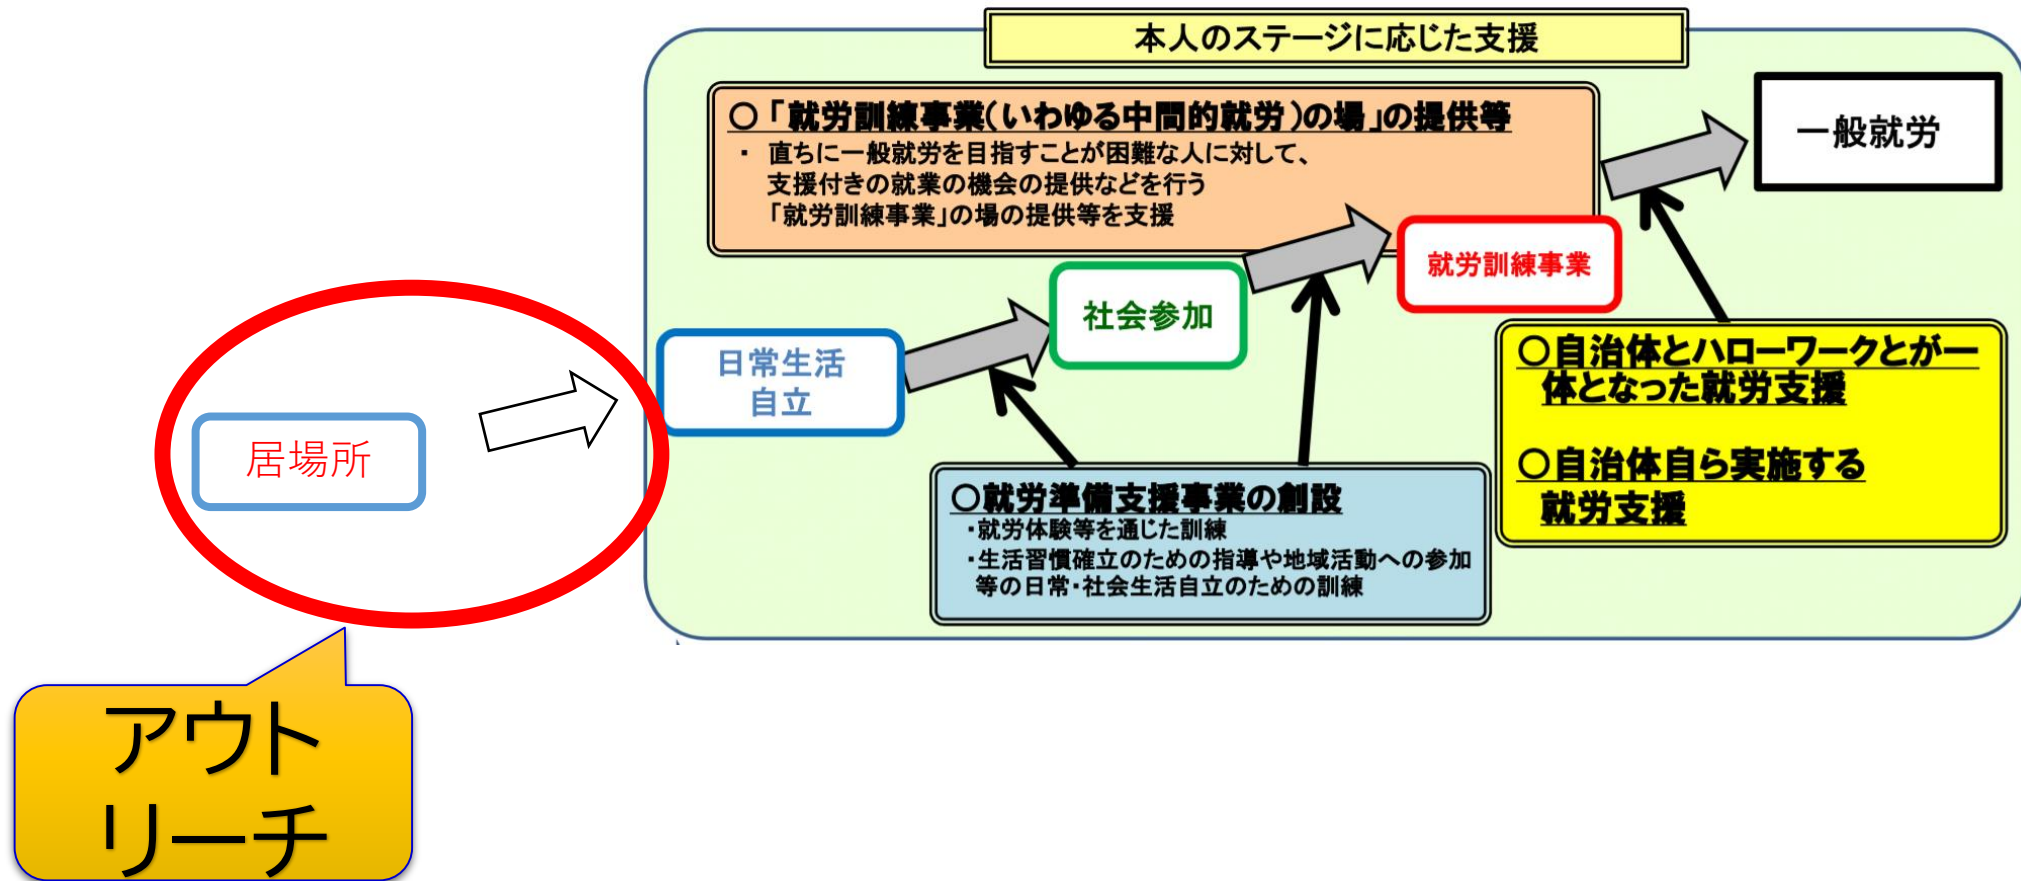 本人のステージに応じた支援
○「就労訓練事業(いわゆる中間的就労)の場」の提供等
・ 直ちに一般就労を目指すことが困難な人に対して、
支援付きの就業の機会の提供などを行う
「就労訓練事業」の場の提供等を支援
一般就労
就労訓練事業
社会参加
日常生活
自立
居場所
○自治体とハローワークとが一
体となった就労支援
○自治体自ら実施する
就労支援
○就労準備支援事業の創設
・就労体験等を通じた訓練
・生活習慣確立のための指導や地域活動への参加
等の日常・社会生活自立のための訓練
アウト
リーチ